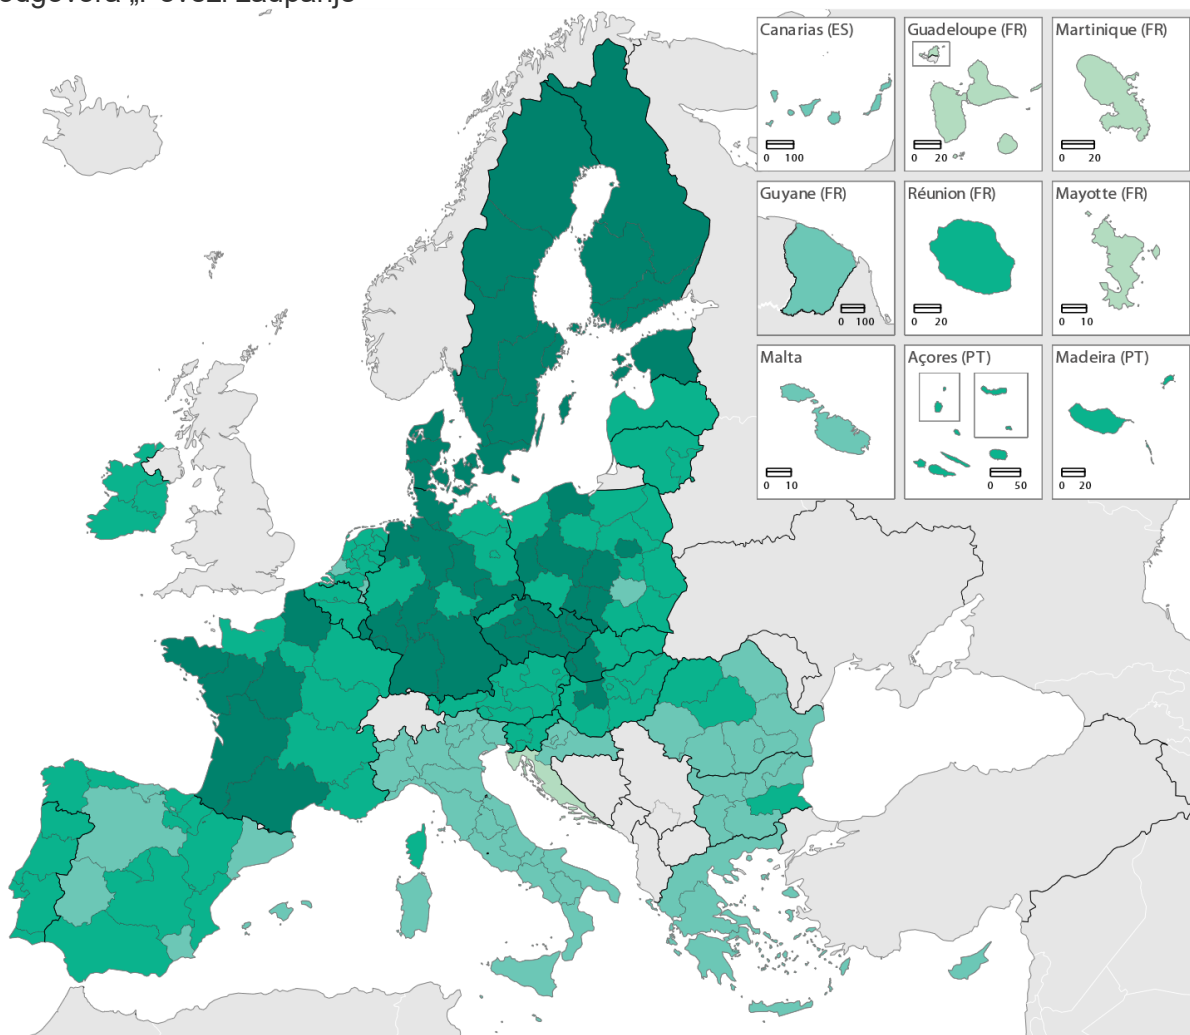 Canarias (ES)
0 100
Guadeloupe (FR)
0 20
Martinique (FR)
0 20
Guyane (FR)
0 100
Réunion (FR)
0 20
Mayotte (FR)
0 10
Malta
0 10
Açores (PT)
0 50
Madeira (PT)
0 20